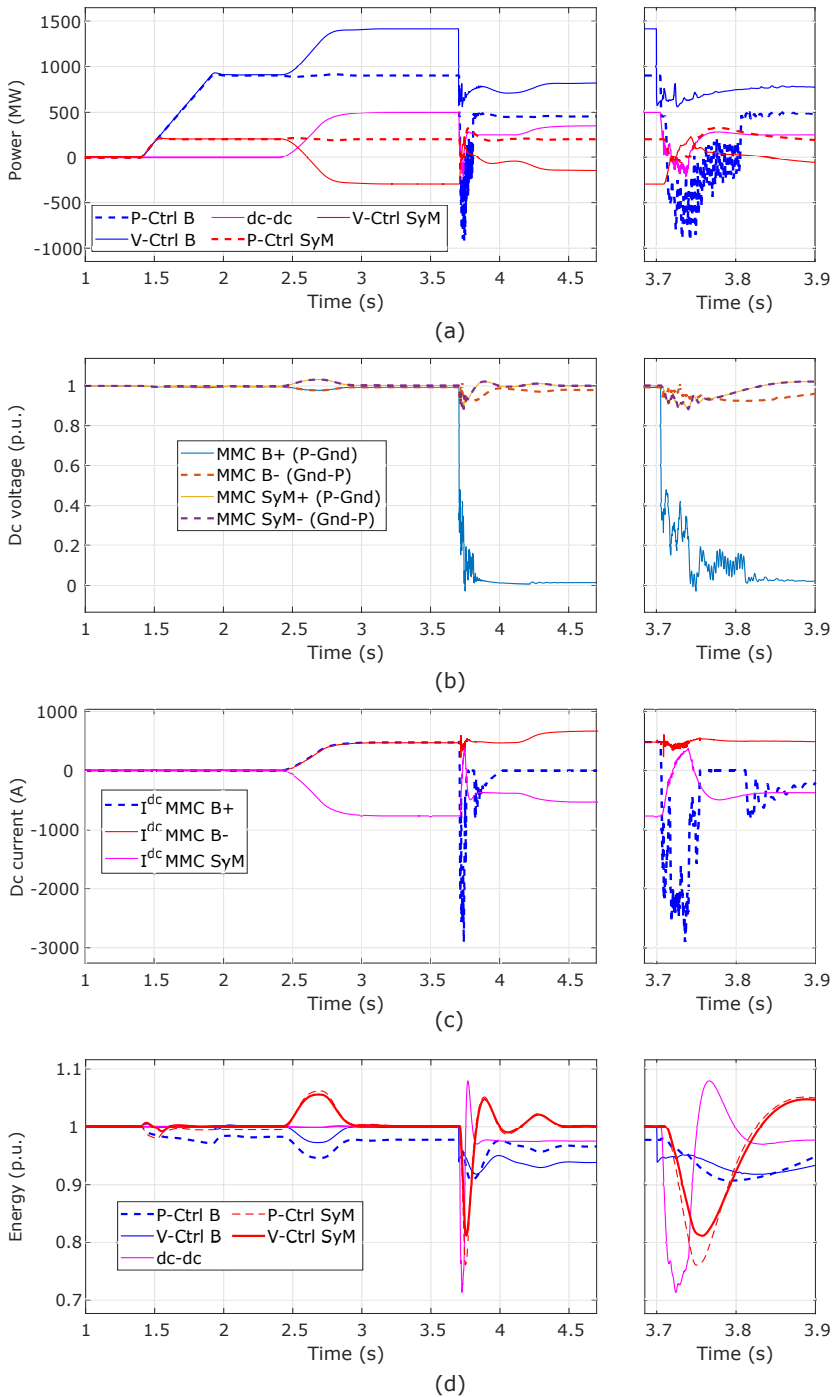 1500
1000
500
0
-500
-1000
Power (MW)
P-Ctrl B dc-dc V-Ctrl SyM
V-Ctrl B P-Ctrl SyM
1 1.5 2 2.5 3 3.5 4 4.5 3.7 3.8 3.9
Time (s) Time (s)
(a)
1
0.8
0.6
0.4
0.2
0
Dc voltage (p.u.)
MMC B+ (P-Gnd)
MMC B- (Gnd-P)
MMC SyM+ (P-Gnd)
MMC SyM- (Gnd-P)
1 1.5 2 2.5 3 3.5 4 4.5 3.7 3.8 3.9
Time (s) Time (s)
(b)
1000
0
-1000
-2000
-3000
Dc current (A)
I^dc MMC B+
I^dc MMC B-
I^dc MMC SyM
1 1.5 2 2.5 3 3.5 4 4.5 3.7 3.8 3.9
Time (s) Time (s)
(c)
1.1
1
0.9
0.8
0.7
Energy (p.u.)
P-Ctrl B P-Ctrl SyM
V-Ctrl B V-Ctrl SyM
dc-dc
1 1.5 2 2.5 3 3.5 4 4.5 3.7 3.8 3.9
Time (s) Time (s)
(d)